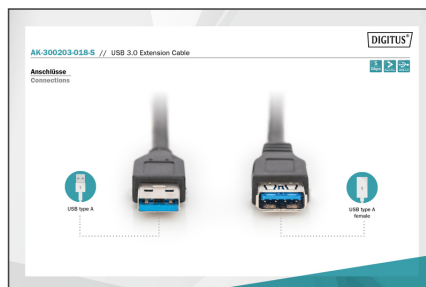 DIGITUS®
AK-300203-018-S // USB 3.0 Extension Cable
Anschlüsse
Connections
USB type A
USB type A
female